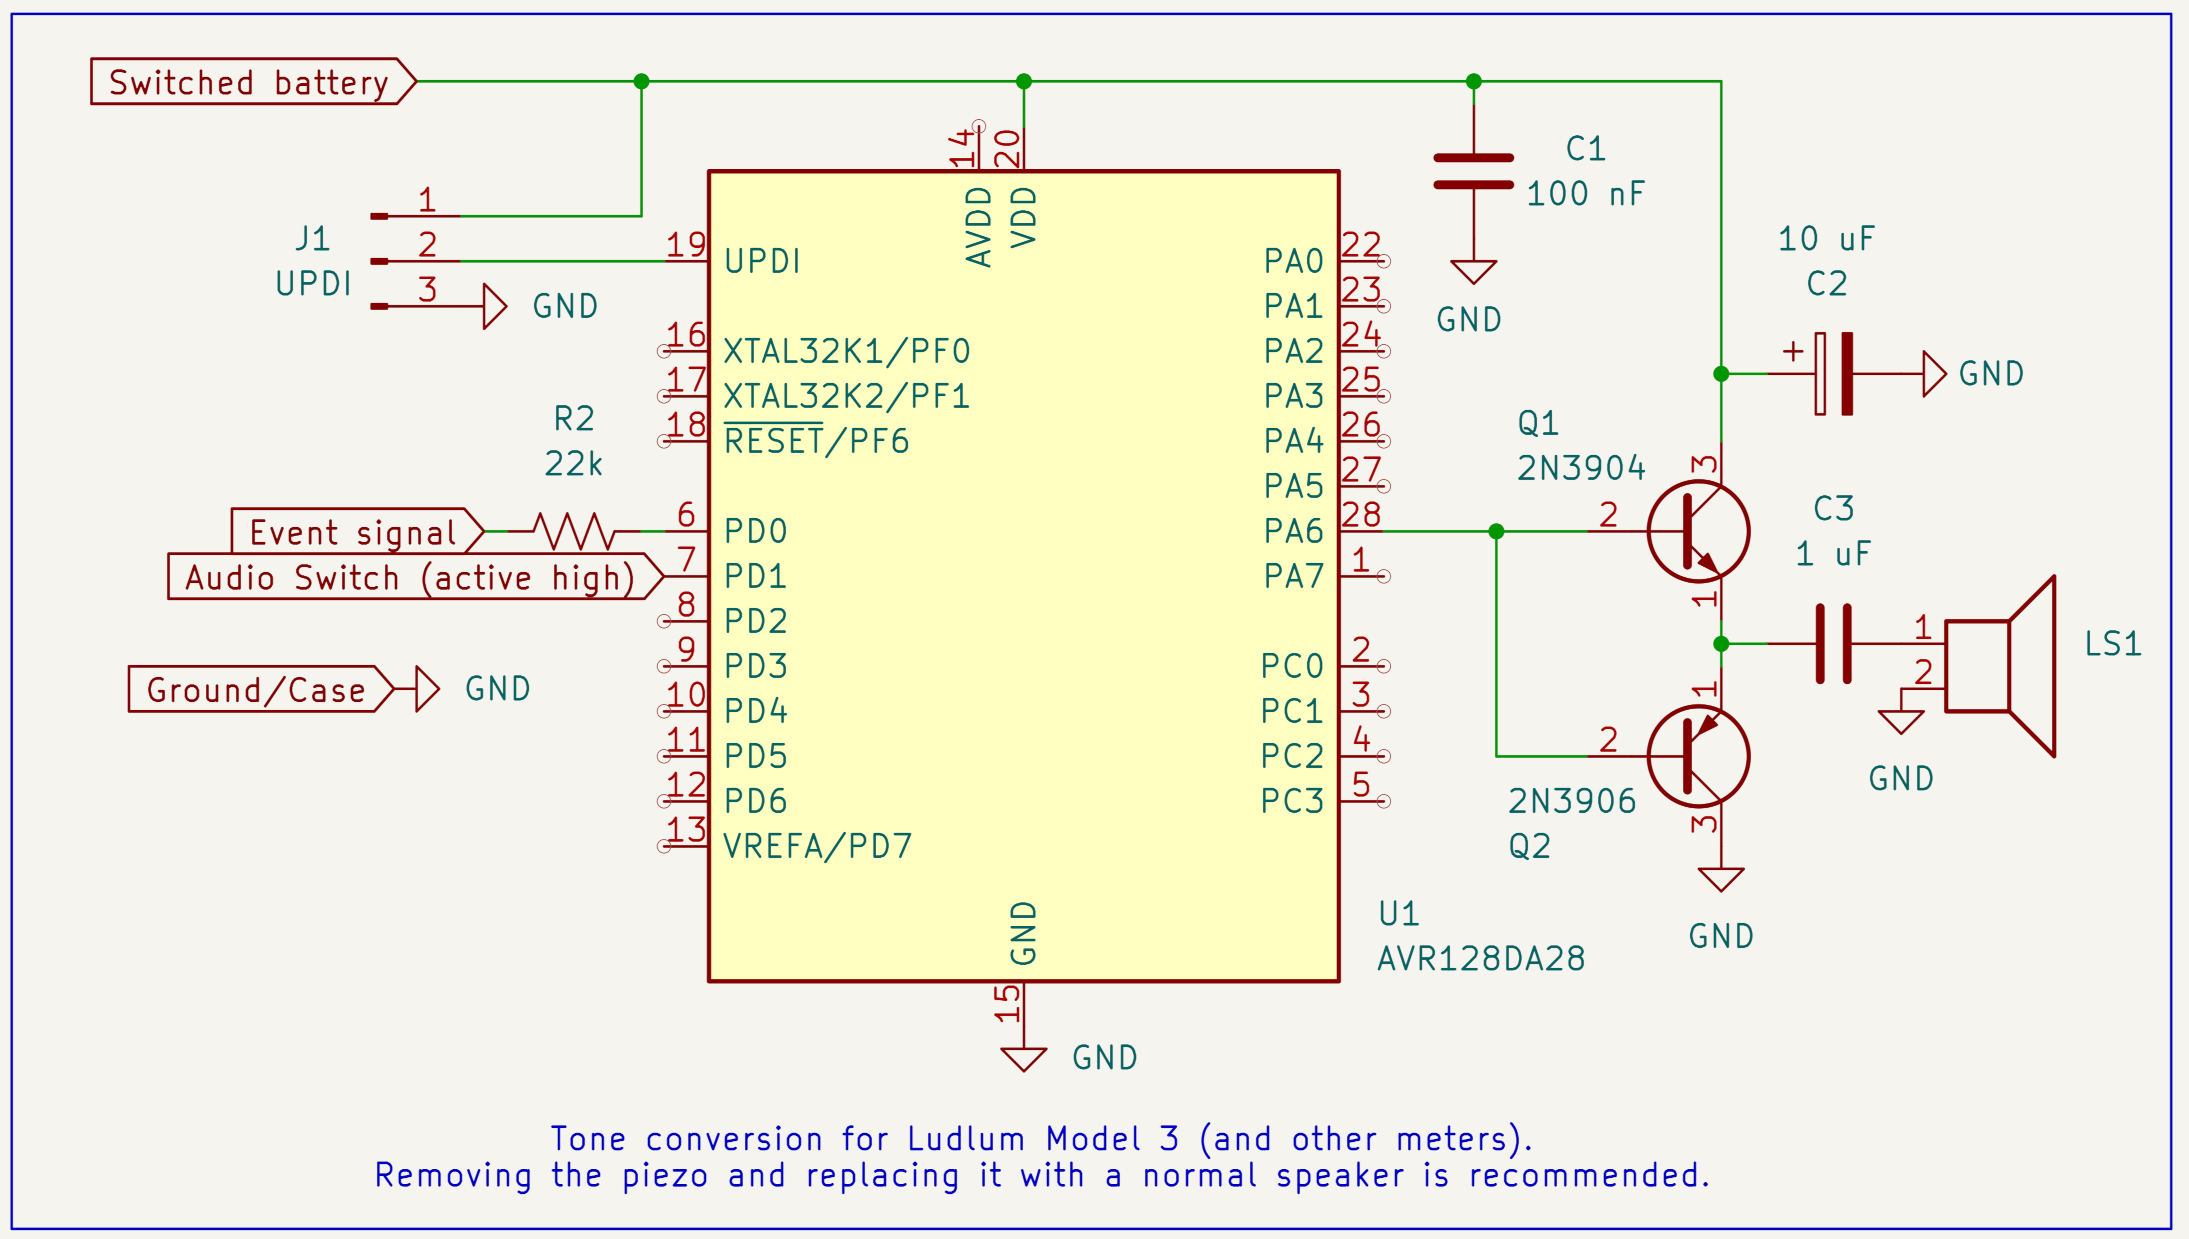 Switched battery
14
20
C1
100 nF
J1
UPDI
1
2
3
GND
19
UPDI
AVDD
VDD
PA0
22
PA1
23
PA2
24
PA3
25
PA4
26
PA5
27
PA6
28
PA7
1
PC0
2
PC1
3
PC2
4
PC3
5
GND
10 uF
C2
+
GND
16
XTAL32K1/PF0
17
XTAL32K2/PF1
18
RESET/PF6
R2
22k
Event signal
6
PD0
Audio Switch (active high)
7
PD1
8
PD2
9
PD3
10
PD4
11
PD5
12
PD6
13
VREFA/PD7
Ground/Case
GND
Q1
2N3904
3
2
1
C3
1 uF
1
2
LS1
GND
1
2
3
2N3906
Q2
GND
GND
15
GND
U1
AVR128DA28
Tone conversion for Ludlum Model 3 (and other meters).
Removing the piezo and replacing it with a normal speaker is recommended.